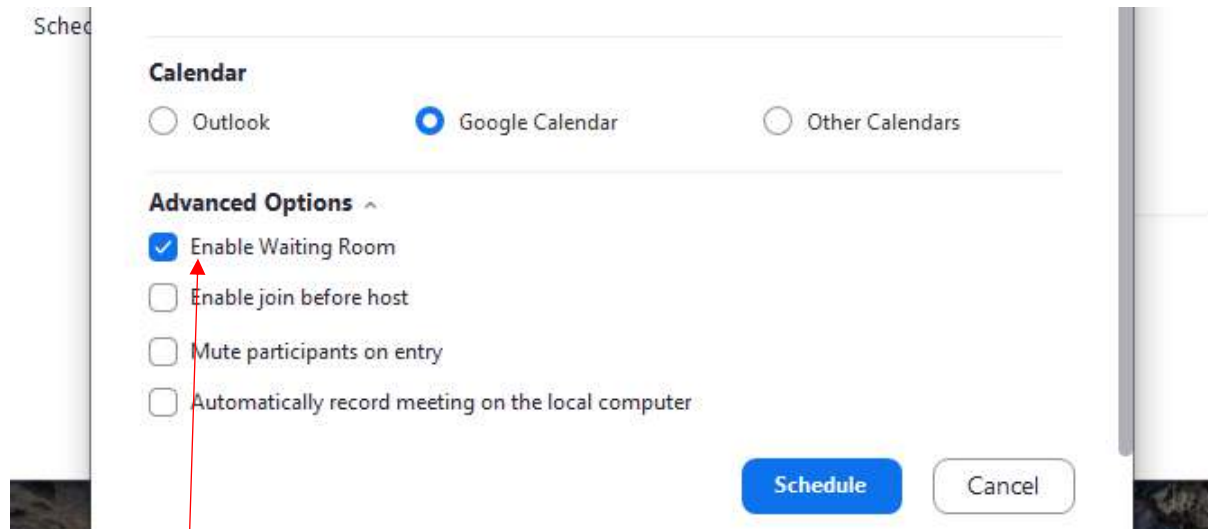 Sched
Calendar
Outlook Google Calendar Other Calendars
Advanced Options
Enable Waiting Room
Enable join before host
Mute participants on entry
Automatically record meeting on the local computer
Schedule Cancel